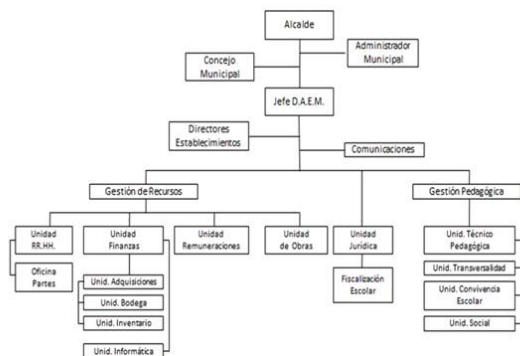 Alcalde
Administrador
Municipal
Concejo
Municipal
Jefe D.A.E.M.
Directores
Establecimientos
Comunicaciones
Gestión de Recursos
Gestión Pedagógica
Unidad
RR.HH.
Unidad
Finanzas
Unidad
Remuneraciones
Unidad
de Obras
Unidad
Jurídica
Unid. Técnico
Pedagógica
Oficina
Partes
Unid. Adquisiciones
Unid. Bodega
Unid. Inventario
Unid. Informática
Fiscalización
Escolar
Unid. Transversalidad
Unid. Convivencia
Escolar
Unid. Social